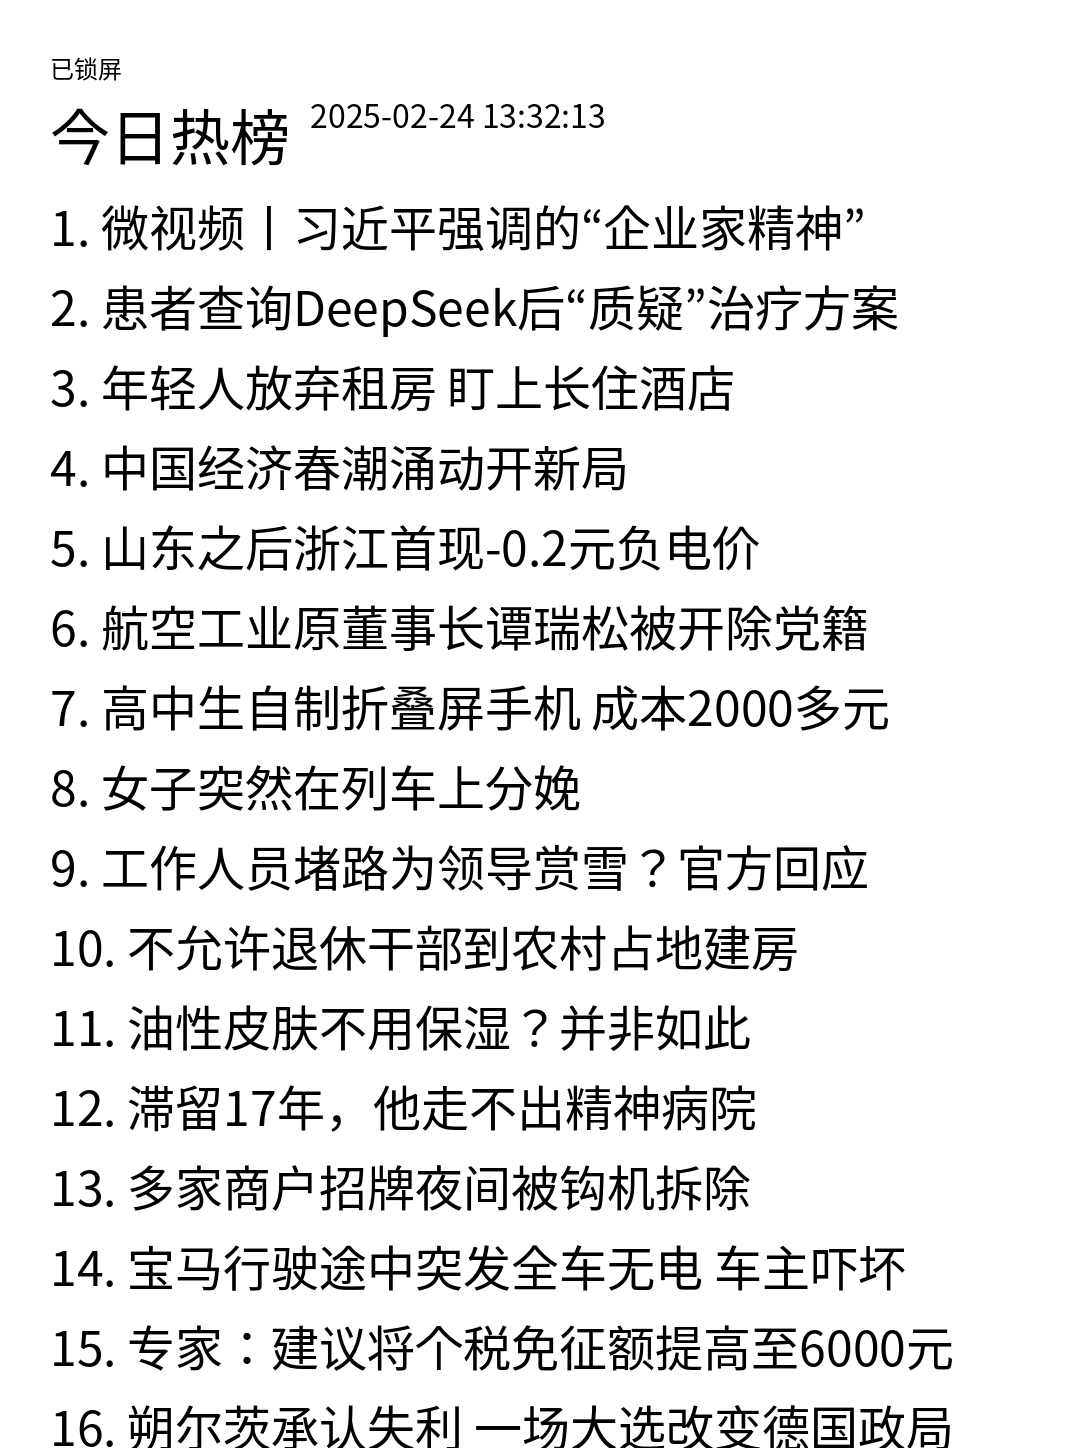 已锁屏
今日热榜 2025-02-24 13:32:13
1. 微视频丨习近平强调的“企业家精神”
2. 患者查询DeepSeek后“质疑”治疗方案
3. 年轻人放弃租房 盯上长住酒店
4. 中国经济春潮涌动开新局
5. 山东之后浙江首现-0.2元负电价
6. 航空工业原董事长谭瑞松被开除党籍
7. 高中生自制折叠屏手机 成本2000多元
8. 女子突然在列车上分娩
9. 工作人员堵路为领导赏雪？官方回应
10. 不允许退休干部到农村占地建房
11. 油性皮肤不用保湿？并非如此
12. 滞留17年，他走不出精神病院
13. 多家商户招牌夜间被钩机拆除
14. 宝马行驶途中突发全车无电 车主吓坏
15. 专家：建议将个税免征额提高至6000元
16. 朔尔茨承认失利 一场大选改变德国政局